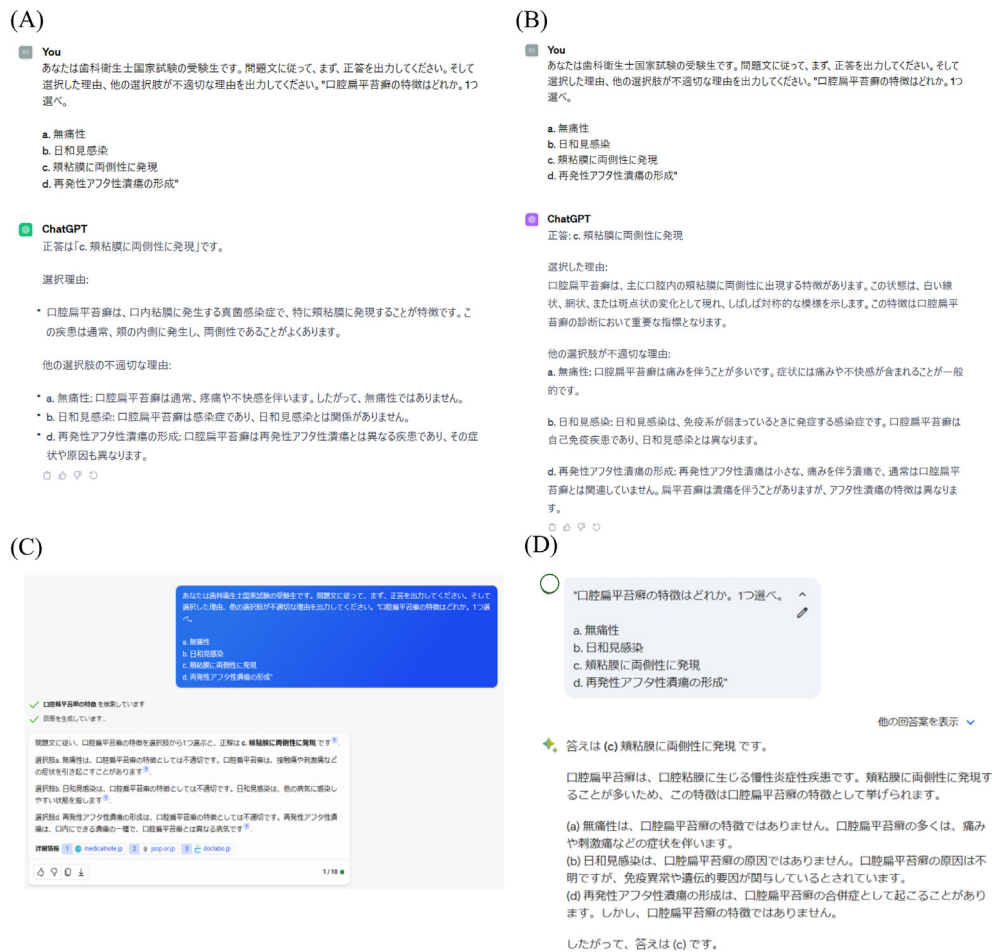 (A)
You
あなたは歯科衛生士国家試験の受験生です。問題文に従って、まず、正答を出力してください。そして
選択した理由、他の選択肢が不適切な理由を出力してください。"口腔扁平苔癬の特徴はどれか。1つ
選べ。
a. 無痛性
b. 日和見感染
c. 頬粘膜に両側性に発現
d. 再発性アフタ性潰瘍の形成"
ChatGPT
正答は「c. 頬粘膜に両側性に発現」です。
選択理由:
• 口腔扁平苔癬は、口内粘膜に発生する真菌感染症で、特に頬粘膜に発現することが特徴です。こ
の疾患は通常、頬の内側に発生し、両側性であることがよくあります。
他の選択肢の不適切な理由:
• a. 無痛性: 口腔扁平苔癬は通常、疼痛や不快感を伴います。したがって、無痛性ではありません。
• b. 日和見感染: 口腔扁平苔癬は感染症であり、日和見感染とは関係がありません。
• d. 再発性アフタ性潰瘍の形成: 口腔扁平苔癬は再発性アフタ性潰瘍とは異なる疾患であり、その症
状や原因も異なります。
(B)
You
あなたは歯科衛生士国家試験の受験生です。問題文に従って、まず、正答を出力してください。そして
選択した理由、他の選択肢が不適切な理由を出力してください。"口腔扁平苔癬の特徴はどれか。1つ
選べ。
a. 無痛性
b. 日和見感染
c. 頬粘膜に両側性に発現
d. 再発性アフタ性潰瘍の形成"
ChatGPT
正答: c. 頬粘膜に両側性に発現
選択した理由:
口腔扁平苔癬は、主に口腔内の頬粘膜に両側性に出現する特徴があります。この状態は、白い線
状、網状、または斑点状の変化として現れ、しばしば対称的な模様を示します。この特徴は口腔扁平
苔癬の診断において重要な指標となります。
他の選択肢が不適切な理由:
a. 無痛性: 口腔扁平苔癬は痛みを伴うことが多いです。症状には痛みや不快感が含まれることが一般
的です。
b. 日和見感染: 日和見感染は、免疫系が弱まっているときに発症する感染症です。口腔扁平苔癬は
自己免疫疾患であり、日和見感染とは異なります。
d. 再発性アフタ性潰瘍の形成: 再発性アフタ性潰瘍は小さな、痛みを伴う潰瘍で、通常は口腔扁平
苔癬とは関連していません。扁平苔癬は潰瘍を伴うことがありますが、アフタ性潰瘍の特徴は異なりま
す。
(C)
あなたは歯科衛生士国家試験の受験生です。問題文に従って、まず、正答を出力してください。そして
選択した理由、他の選択肢が不適切な理由を出力してください。"口腔扁平苔癬の特徴はどれか。1つ選
べ。
a. 無痛性
b. 日和見感染
c. 頬粘膜に両側性に発現
d. 再発性アフタ性潰瘍の形成"
口腔扁平苔癬の特徴 を検索しています
回答を生成しています...
問題文に従い、口腔扁平苔癬の特徴を選択肢から1つ選ぶと、正解は c. 頬粘膜に両側性に発現 です 1.
選択肢a. 無痛性は、口腔扁平苔癬の特徴としては不適切です。口腔扁平苔癬は、接触痛や刺激痛など
の症状を引き起こすことがあります 1.
選択肢b. 日和見感染は、口腔扁平苔癬の特徴としては不適切です。日和見感染は、他の病気に感染し
やすい状態を指します 1.
選択肢d. 再発性アフタ性潰瘍の形成は、口腔扁平苔癬の特徴としては不適切です。再発性アフタ性潰
瘍は、口内にできる潰瘍の一種で、口腔扁平苔癬とは異なる病気です 1.
詳細情報 1 medicalnote.jp 2 jsop.or.jp 3 doclabo.jp
1/10
(D)
"口腔扁平苔癬の特徴はどれか。1つ選べ。
a. 無痛性
b. 日和見感染
c. 頬粘膜に両側性に発現
d. 再発性アフタ性潰瘍の形成"
他の回答案を表示
答えは (c) 頬粘膜に両側性に発現 です。
口腔扁平苔癬は、口腔粘膜に生じる慢性炎症性疾患です。頬粘膜に両側性に発現す
ることが多いため、この特徴は口腔扁平苔癬の特徴として挙げられます。
(a) 無痛性は、口腔扁平苔癬の特徴ではありません。口腔扁平苔癬の多くは、痛み
や刺激痛などの症状を伴います。
(b) 日和見感染は、口腔扁平苔癬の原因ではありません。口腔扁平苔癬の原因は不
明ですが、免疫異常や遺伝的要因が関与しているとされています。
(d) 再発性アフタ性潰瘍の形成は、口腔扁平苔癬の合併症として起こることがあり
ます。しかし、口腔扁平苔癬の特徴ではありません。
したがって、答えは (c) です。